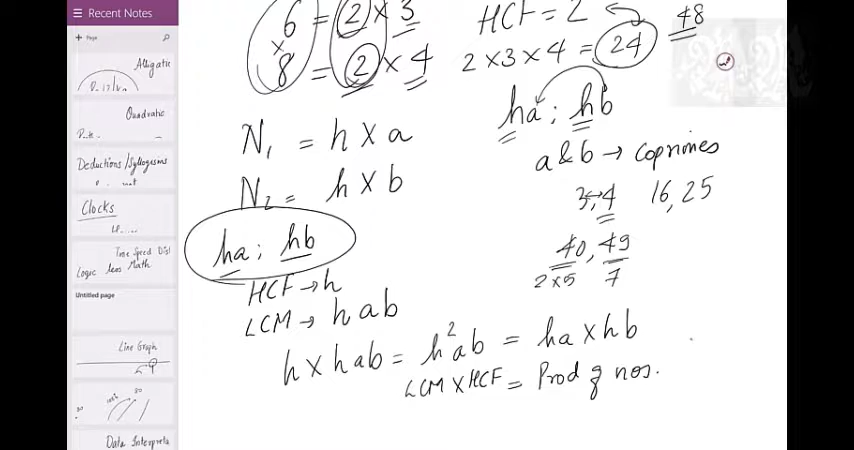 Recent Notes
+ Page
Alligatio
Quadratic
Deductions/Syllogisms
Clocks
Time Speed Dist
Logic less Math
Untitled page
Line Graph
Data Interpreta
6 = 2 × 3
×
8 = 2 × 4
HCF = 2
2 × 3 × 4 = 24
48
ha ; hb
a & b → coprimes
3, 4 16, 25
40, 49
2 × 5 7
N₁ = h × a
N₂ = h × b
ha ; hb
HCF → h
LCM → hab
h × hab = h²ab = ha × hb
LCM × HCF = Prod of nos.